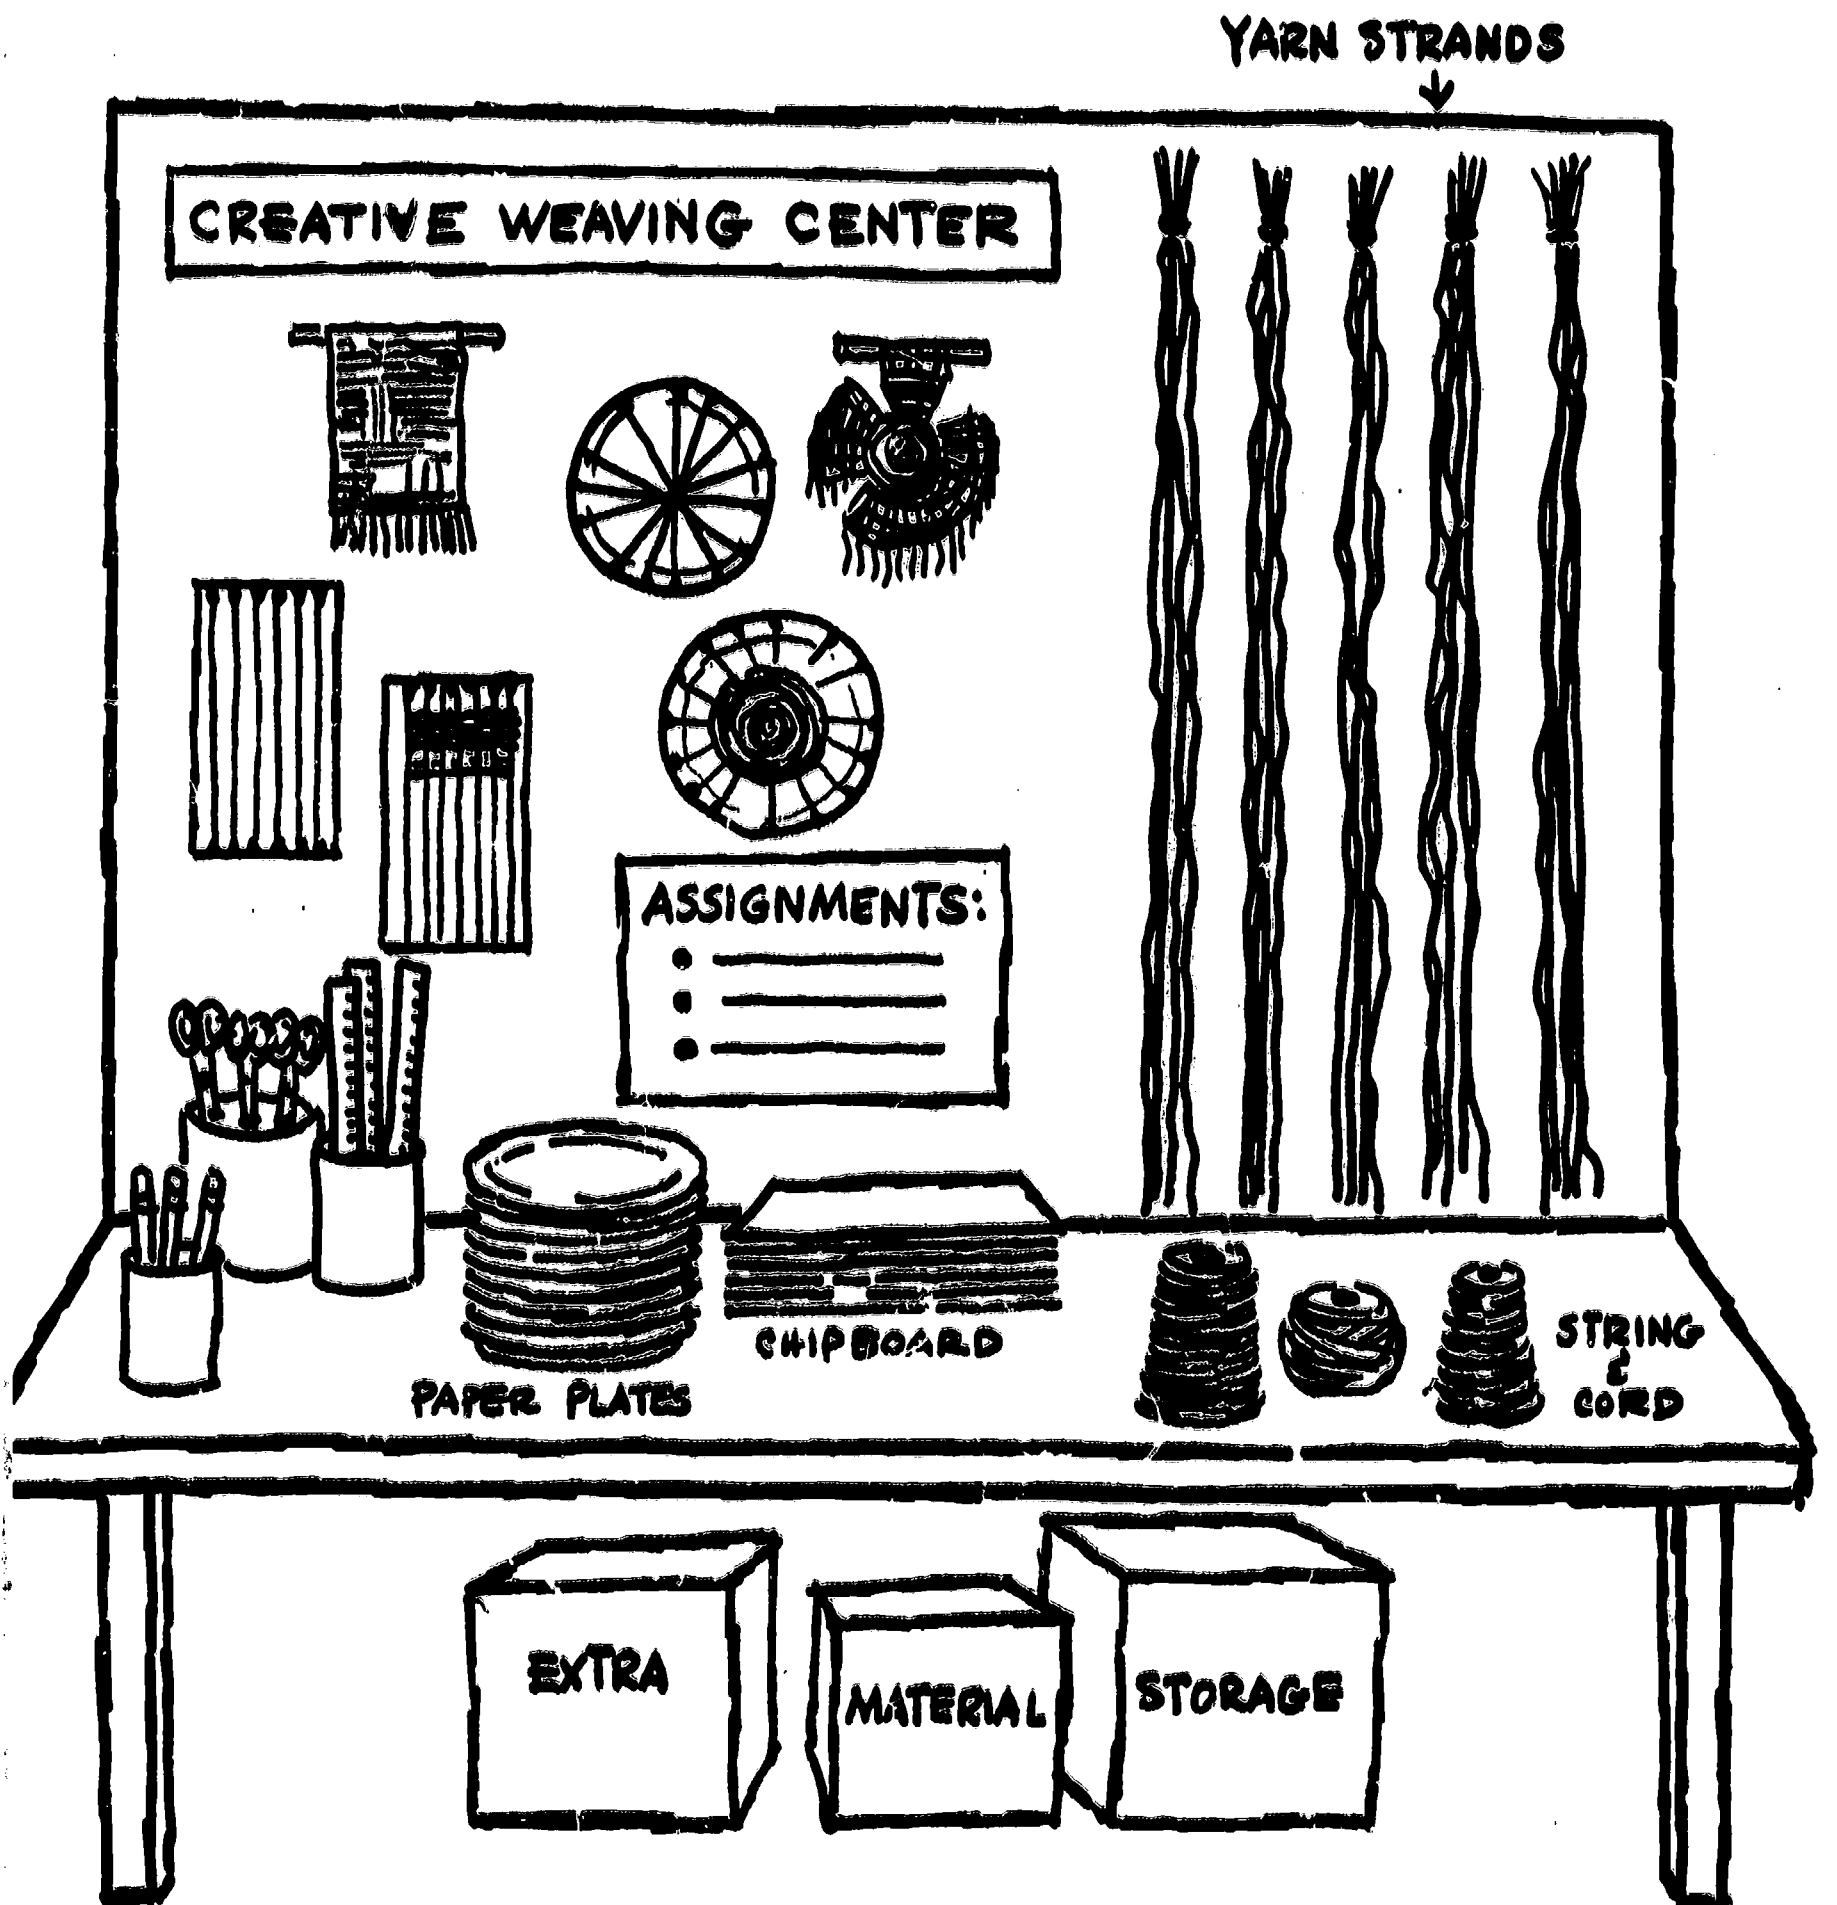 YARN STRANDS
CREATIVE WEAVING CENTER
ASSIGNMENTS:
CHIPBOARD
PAPER PLATES
STRING
&
CORD
EXTRA
MATERIAL
STORAGE